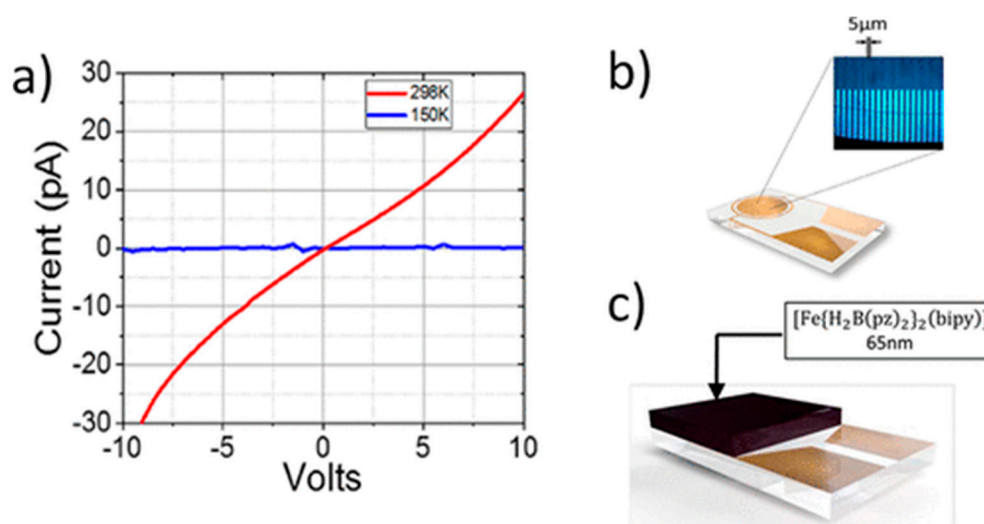 a)
Current (pA)
30
20
10
0
-10
-20
-30
298K
150K
-10
-5
0
5
10
Volts
b)
5μm
c)
[Fe{H₂B(pz)₂}₂(bipy)]
65nm